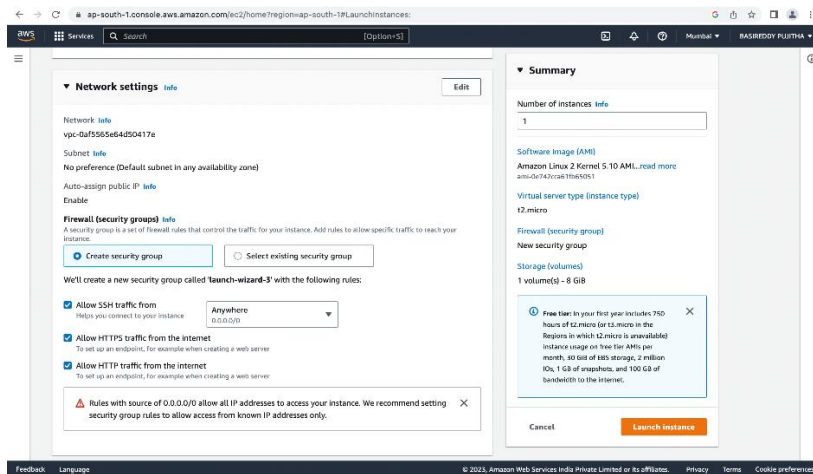 ap-south-1.console.aws.amazon.com/ec2/home?region=ap-south-1#LaunchInstances:
aws Services Search [Option+S] Mumbai BASIREDDY PUJITHA
Network settings Info Edit
Network Info
vpc-0af5565e64d50417e
Subnet Info
No preference (Default subnet in any availability zone)
Auto-assign public IP Info
Enable
Firewall (security groups) Info
A security group is a set of firewall rules that control the traffic for your instance. Add rules to allow specific traffic to reach your
instance.
Create security group Select existing security group
We'll create a new security group called 'launch-wizard-3' with the following rules:
Allow SSH traffic from
Helps you connect to your instance
Anywhere
0.0.0.0/0
Allow HTTPS traffic from the internet
To set up an endpoint, for example when creating a web server
Allow HTTP traffic from the internet
To set up an endpoint, for example when creating a web server
Rules with source of 0.0.0.0/0 allow all IP addresses to access your instance. We recommend setting
security group rules to allow access from known IP addresses only.
Summary
Number of instances Info
1
Software Image (AMI)
Amazon Linux 2 Kernel 5.10 AMI...read more
ami-0e742cca61fb65051
Virtual server type (instance type)
t2.micro
Firewall (security group)
New security group
Storage (volumes)
1 volume(s) - 8 GiB
Free tier: In your first year includes 750
hours of t2.micro (or t3.micro in the
Regions in which t2.micro is unavailable)
instance usage on free tier AMIs per
month, 30 GiB of EBS storage, 2 million
IOs, 1 GB of snapshots, and 100 GB of
bandwidth to the internet.
Cancel Launch instance
Feedback Language © 2023, Amazon Web Services India Private Limited or its affiliates. Privacy Terms Cookie preferences